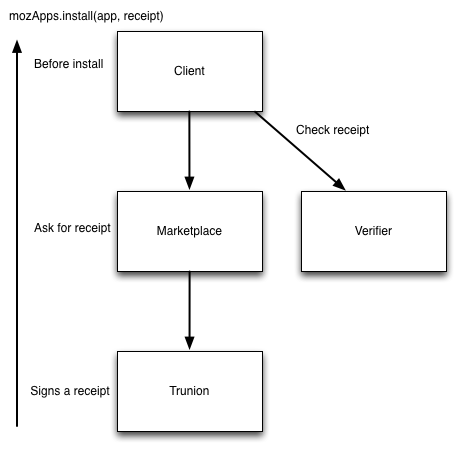 mozApps.install(app, receipt)
Before install
Client
Check receipt
Ask for receipt
Marketplace
Verifier
Signs a receipt
Trunion